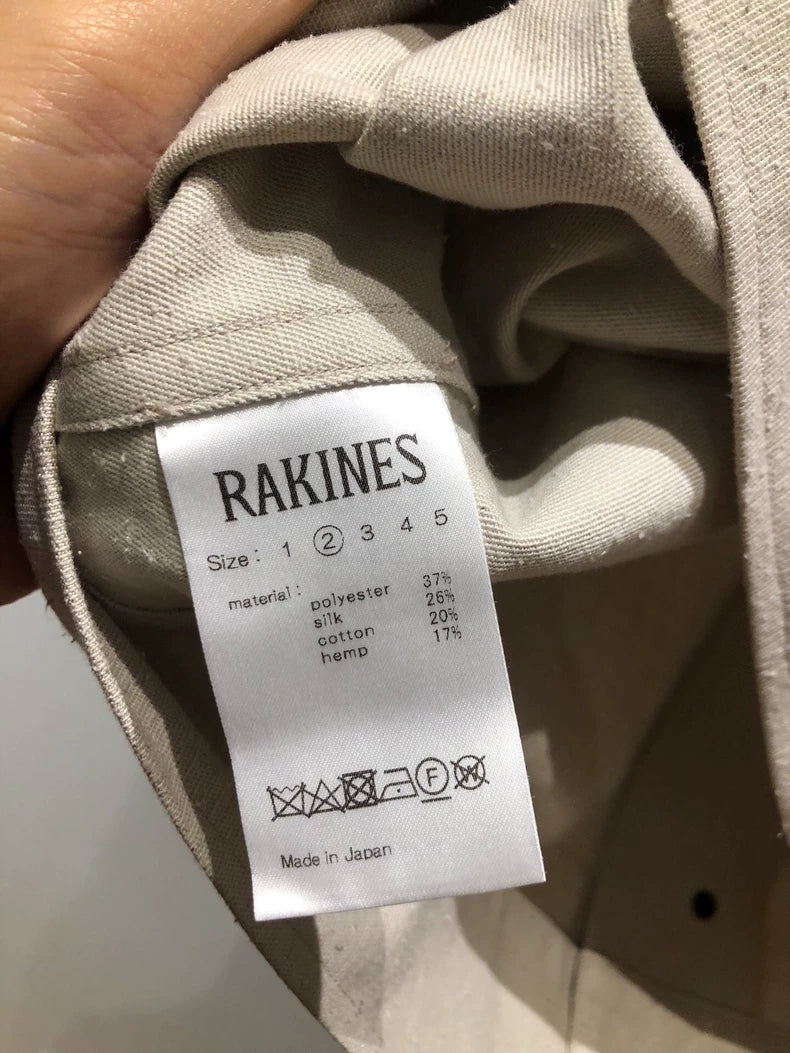 RAKINES
Size: 1 2 3 4 5
material: polyester 37%
silk 26%
cotton 20%
hemp 17%
F W
Made in Japan